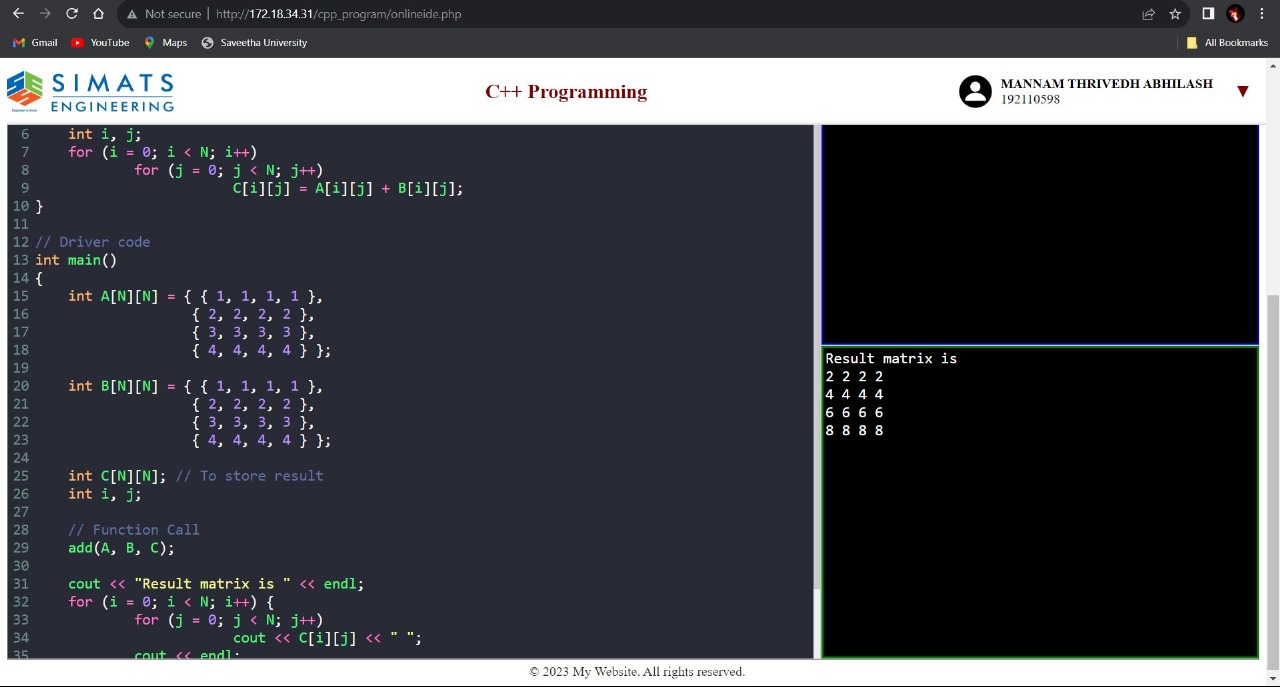 Not secure | http://172.18.34.31/cpp_program/onlineide.php
Gmail YouTube Maps Saveetha University All Bookmarks
SIMATS
ENGINEERING
C++ Programming
MANNAM THRIVEDH ABHILASH
192110598
6 int i, j;
7 for (i = 0; i < N; i++)
8 for (j = 0; j < N; j++)
9 C[i][j] = A[i][j] + B[i][j];
10 }
11
12 // Driver code
13 int main()
14 {
15 int A[N][N] = { { 1, 1, 1, 1 },
16 { 2, 2, 2, 2 },
17 { 3, 3, 3, 3 },
18 { 4, 4, 4, 4 } };
19
20 int B[N][N] = { { 1, 1, 1, 1 },
21 { 2, 2, 2, 2 },
22 { 3, 3, 3, 3 },
23 { 4, 4, 4, 4 } };
24
25 int C[N][N]; // To store result
26 int i, j;
27
28 // Function Call
29 add(A, B, C);
30
31 cout << "Result matrix is " << endl;
32 for (i = 0; i < N; i++) {
33 for (j = 0; j < N; j++)
34 cout << C[i][j] << " ";
35 cout << endl;
Result matrix is
2 2 2 2
4 4 4 4
6 6 6 6
8 8 8 8
© 2023 My Website. All rights reserved.